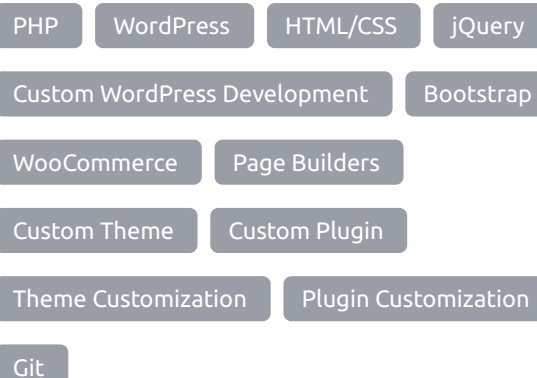 PHP WordPress HTML/CSS jQuery
Custom WordPress Development Bootstrap
WooCommerce Page Builders
Custom Theme Custom Plugin
Theme Customization Plugin Customization
Git